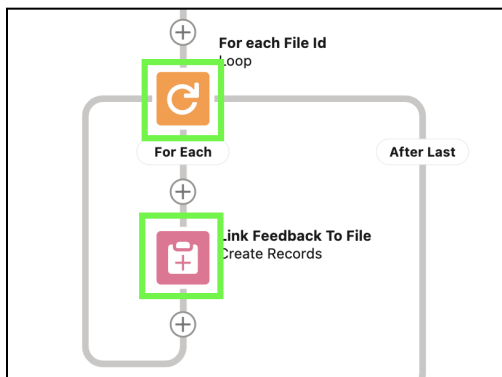 For each File Id
Loop
For Each
After Last
Link Feedback To File
Create Records